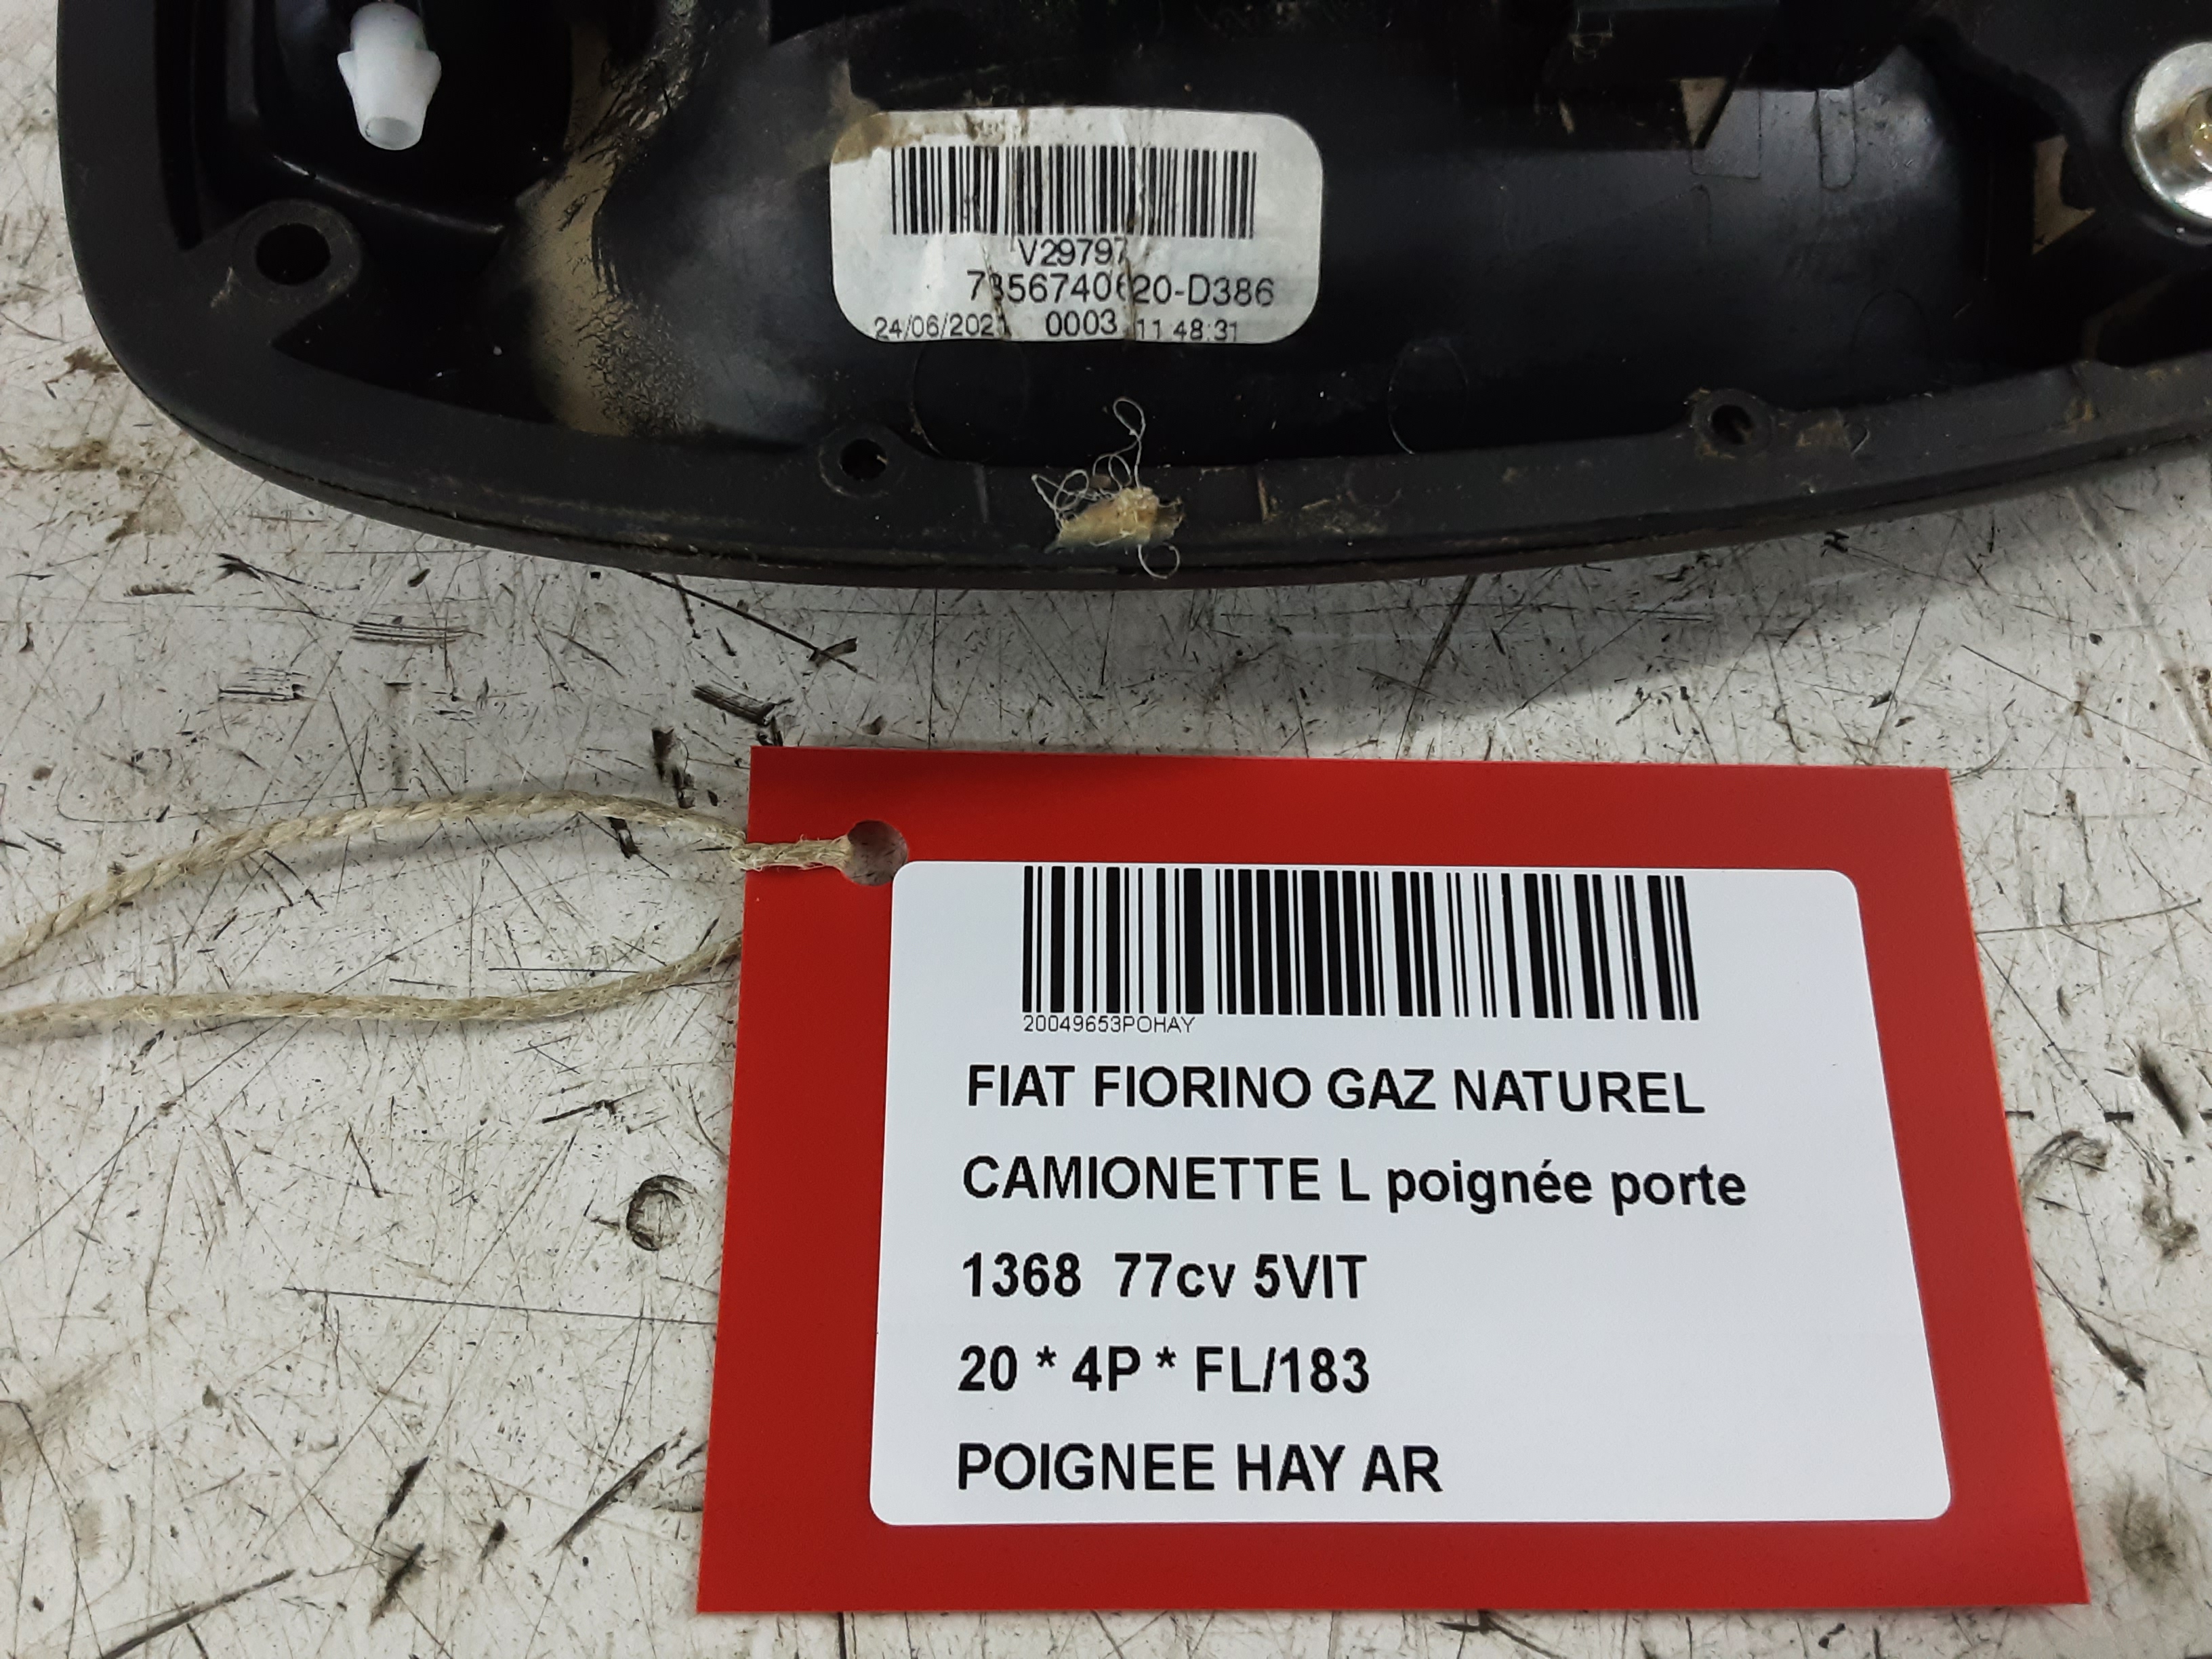 V29797
7356740620-D386
24/06/2021 0003 11:48:31
20049653POHAY
FIAT FIORINO GAZ NATUREL
CAMIONETTE L poignée porte
1368 77cv 5VIT
20 * 4P * FL/183
POIGNEE HAY AR